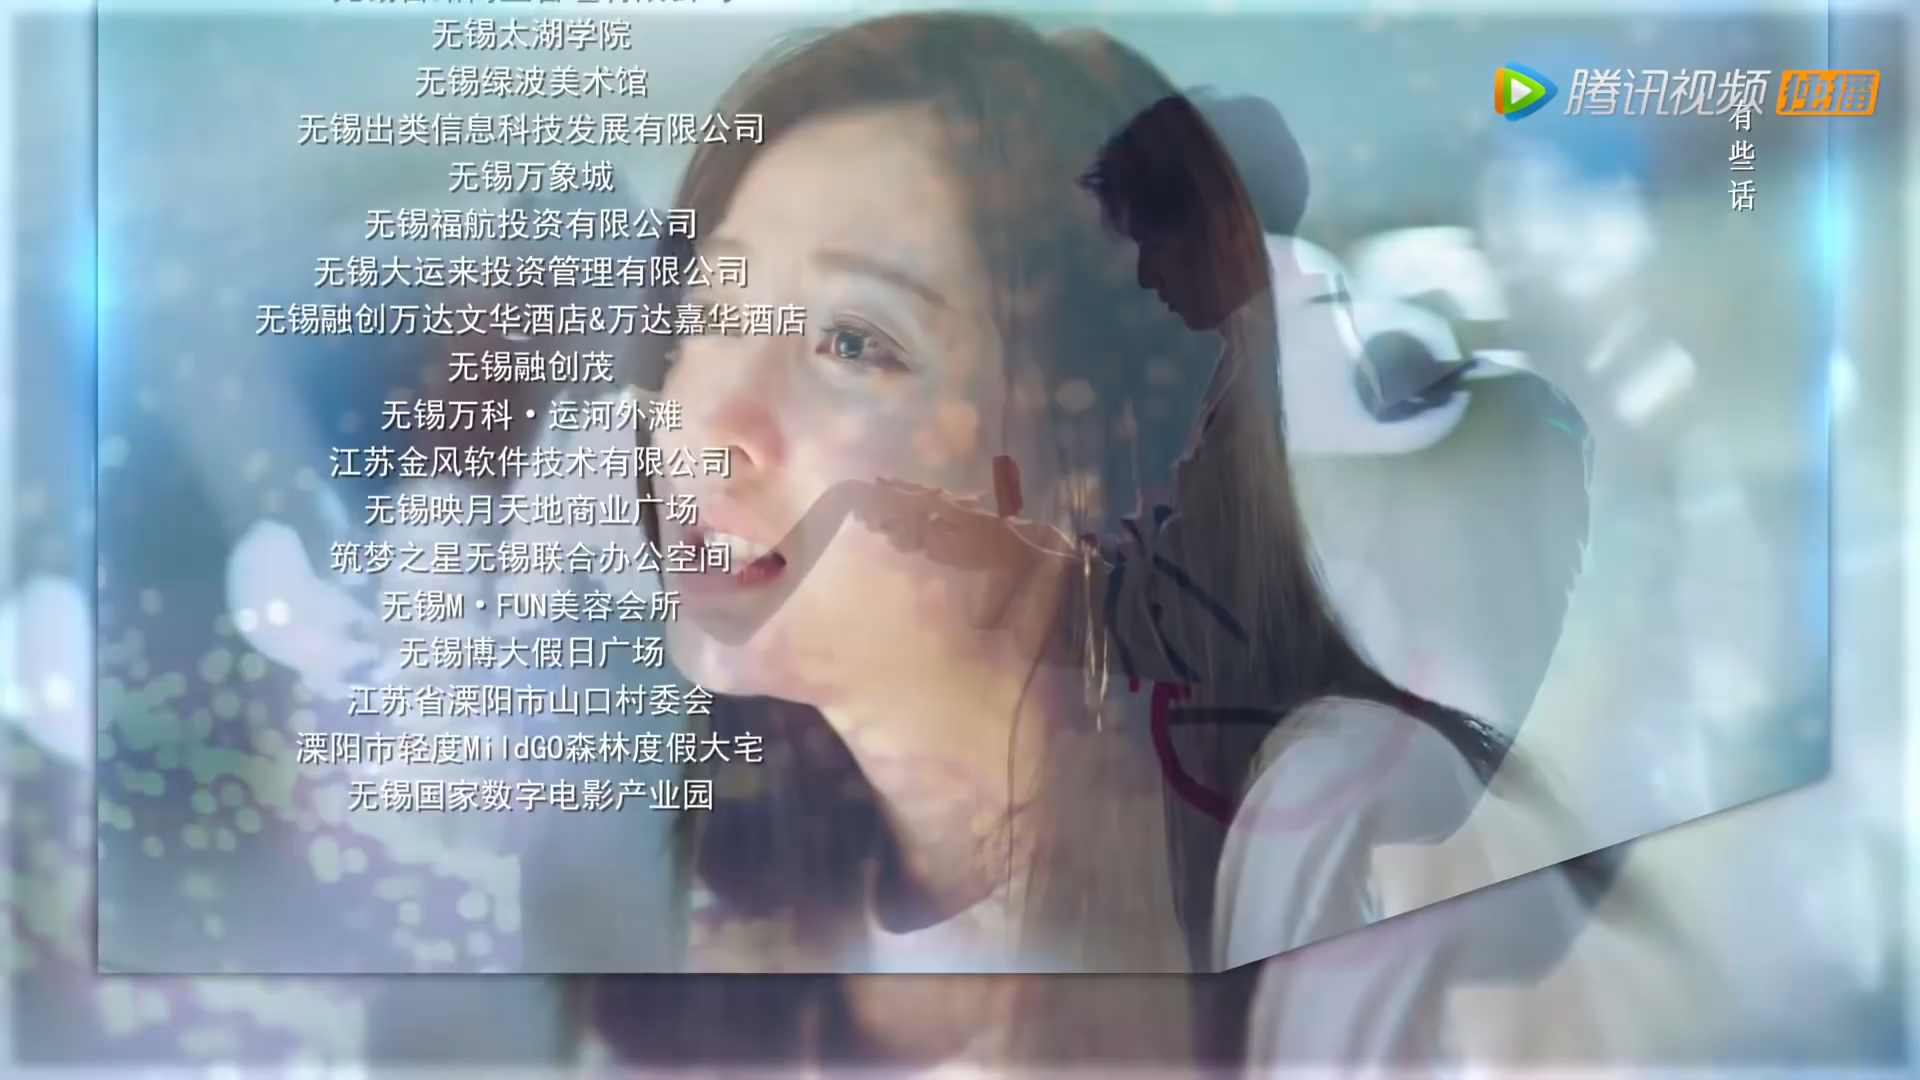 无锡太湖学院
无锡绿波美术馆
无锡出类信息科技发展有限公司
无锡万象城
无锡福航投资有限公司
无锡大运来投资管理有限公司
无锡融创万达文华酒店&万达嘉华酒店
无锡融创茂
无锡万科·运河外滩
江苏金风软件技术有限公司
无锡映月天地商业广场
筑梦之星无锡联合办公空间
无锡M·FUN美容会所
无锡博大假日广场
江苏省溧阳市山口村委会
溧阳市轻度MildGO森林度假大宅
无锡国家数字电影产业园
腾讯视频 独播
有些话